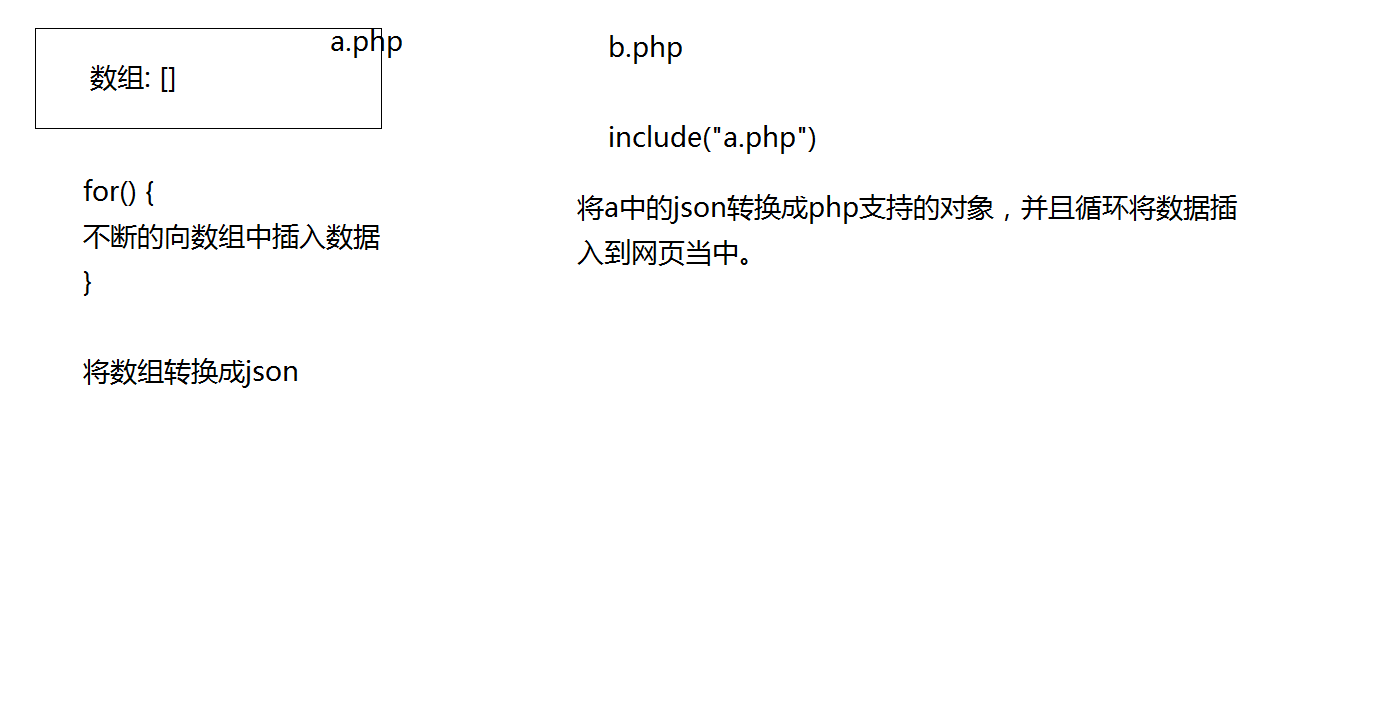 a.php
数组: []
for() {
不断的向数组中插入数据
}
将数组转换成json
b.php
include("a.php")
将a中的json转换成php支持的对象，并且循环将数据插
入到网页当中。